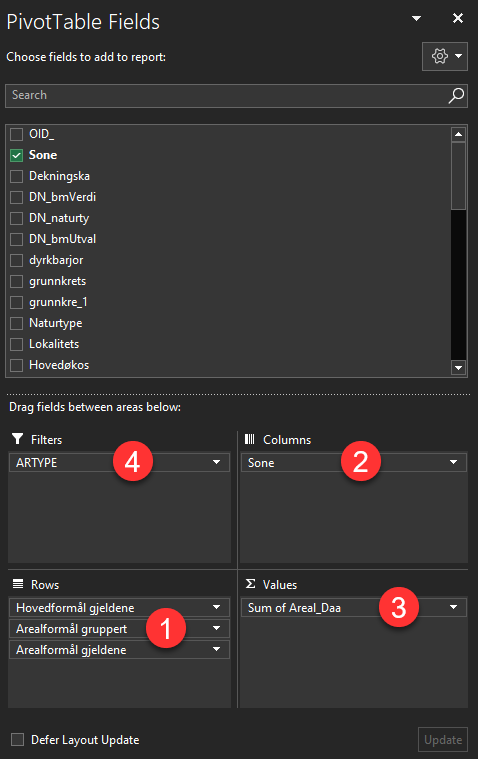 PivotTable Fields
Choose fields to add to report:
Search
OID_
Sone
Dekningska
DN_bmVerdi
DN_naturty
DN_bmUtval
dyrkbarjor
grunnkrets
grunnkre_1
Naturtype
Lokalitets
Hovedøkos
Drag fields between areas below:
Filters
ARTYPE
4
Columns
Sone
2
Rows
Hovedformål gjeldene
Arealformål gruppert
1
Arealformål gjeldene
Σ Values
Sum of Areal_Daa
3
Defer Layout Update
Update